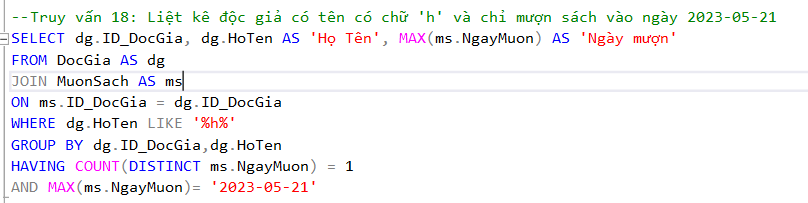 --Truy vấn 18: Liệt kê độc giả có tên có chữ 'h' và chỉ mượn sách vào ngày 2023-05-21
SELECT dg.ID_DocGia, dg.HoTen AS 'Họ Tên', MAX(ms.NgayMuon) AS 'Ngày mượn'
FROM DocGia AS dg
JOIN MuonSach AS ms
ON ms.ID_DocGia = dg.ID_DocGia
WHERE dg.HoTen LIKE '%h%'
GROUP BY dg.ID_DocGia,dg.HoTen
HAVING COUNT(DISTINCT ms.NgayMuon) = 1
AND MAX(ms.NgayMuon)= '2023-05-21'